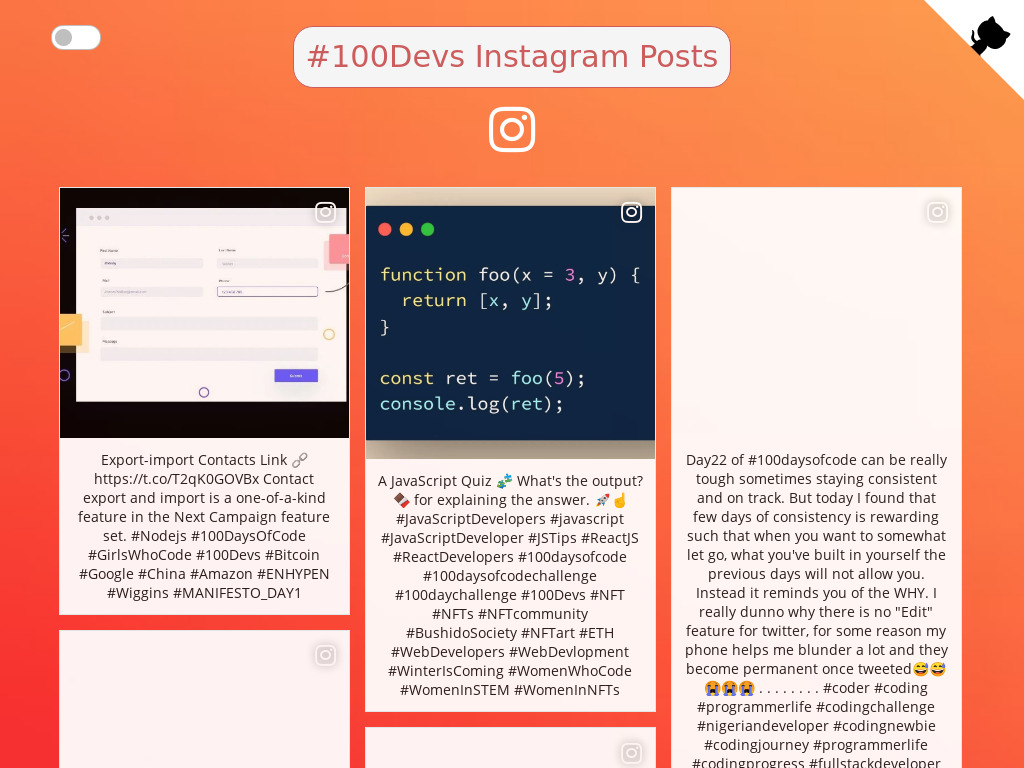 #100Devs Instagram Posts
First Name
Last Name
Subject
Message
Export-import Contacts Link 🔗
https://t.co/T2qK0GOVBx Contact
export and import is a one-of-a-kind
feature in the Next Campaign feature
set. #Nodejs #100DaysOfCode
#GirlsWhoCode #100Devs #Bitcoin
#Google #China #Amazon #ENHYPEN
#Wiggins #MANIFESTO_DAY1
function foo(x = 3, y) {
return [x, y];
}
const ret = foo(5);
console.log(ret);
A JavaScript Quiz 🧩 What's the output?
🍫 for explaining the answer. 🚀☝️
#JavaScriptDevelopers #javascript
#JavaScriptDeveloper #JSTips #ReactJS
#ReactDevelopers #100daysofcode
#100daysofcodechallenge
#100daychallenge #100Devs #NFT
#NFTs #NFTcommunity
#BushidoSociety #NFTart #ETH
#WebDevelopers #WebDevlopment
#WinterIsComing #WomenWhoCode
#WomenInSTEM #WomenInNFTs
Day22 of #100daysofcode can be really
tough sometimes staying consistent
and on track. But today I found that
few days of consistency is rewarding
such that when you want to somewhat
let go, what you've built in yourself the
previous days will not allow you.
Instead it reminds you of the WHY. I
really dunno why there is no "Edit"
feature for twitter, for some reason my
phone helps me blunder a lot and they
become permanent once tweeted😅😅
😭😭😭 . . . . . . . . #coder #coding
#programmerlife #codingchallenge
#nigeriandeveloper #codingnewbie
#codingjourney #programmerlife
#codingprogress #fullstackdeveloper